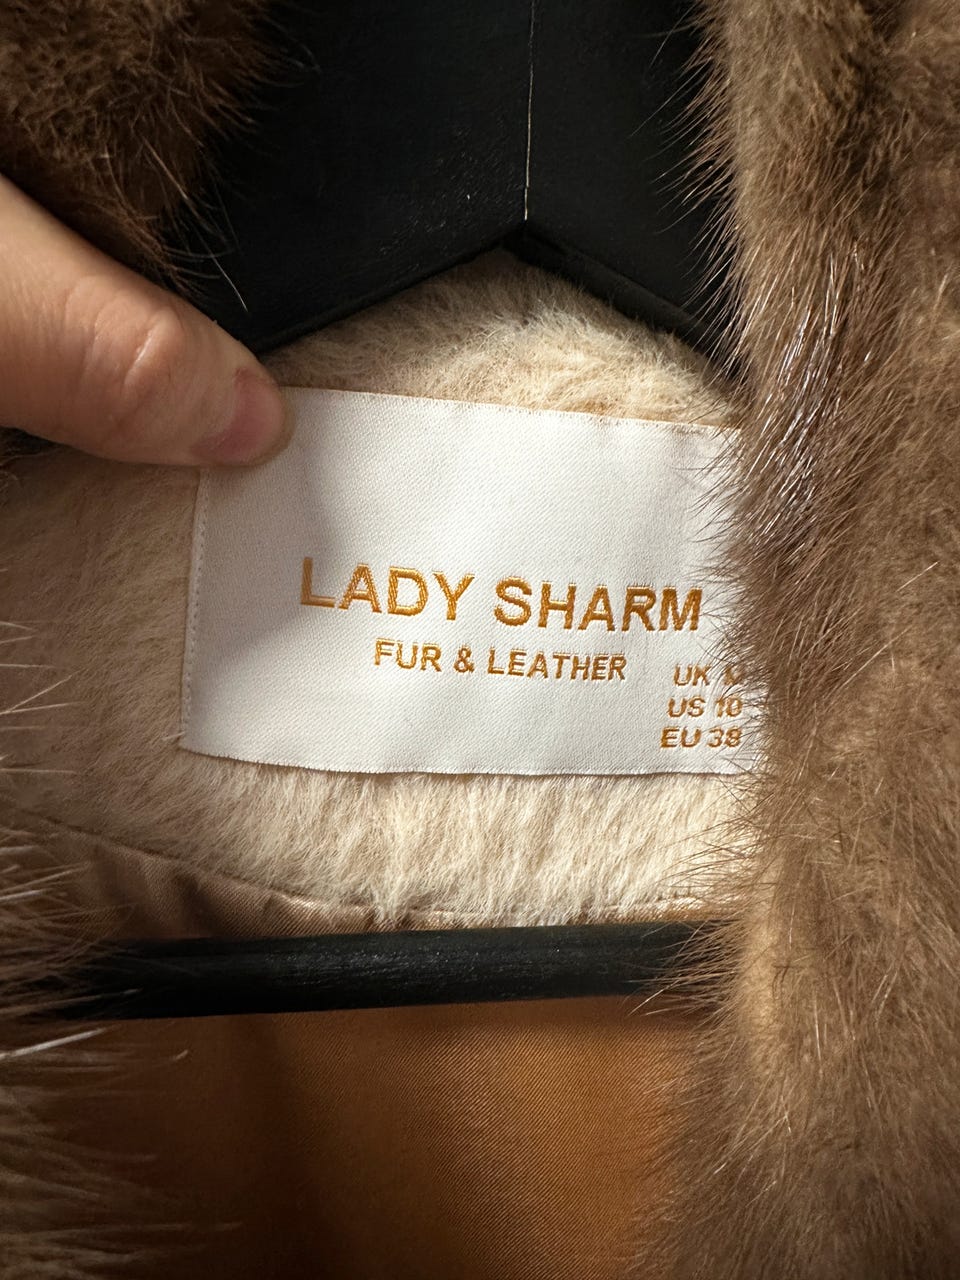 LADY SHARM
FUR & LEATHER
UK
US 10
EU 38